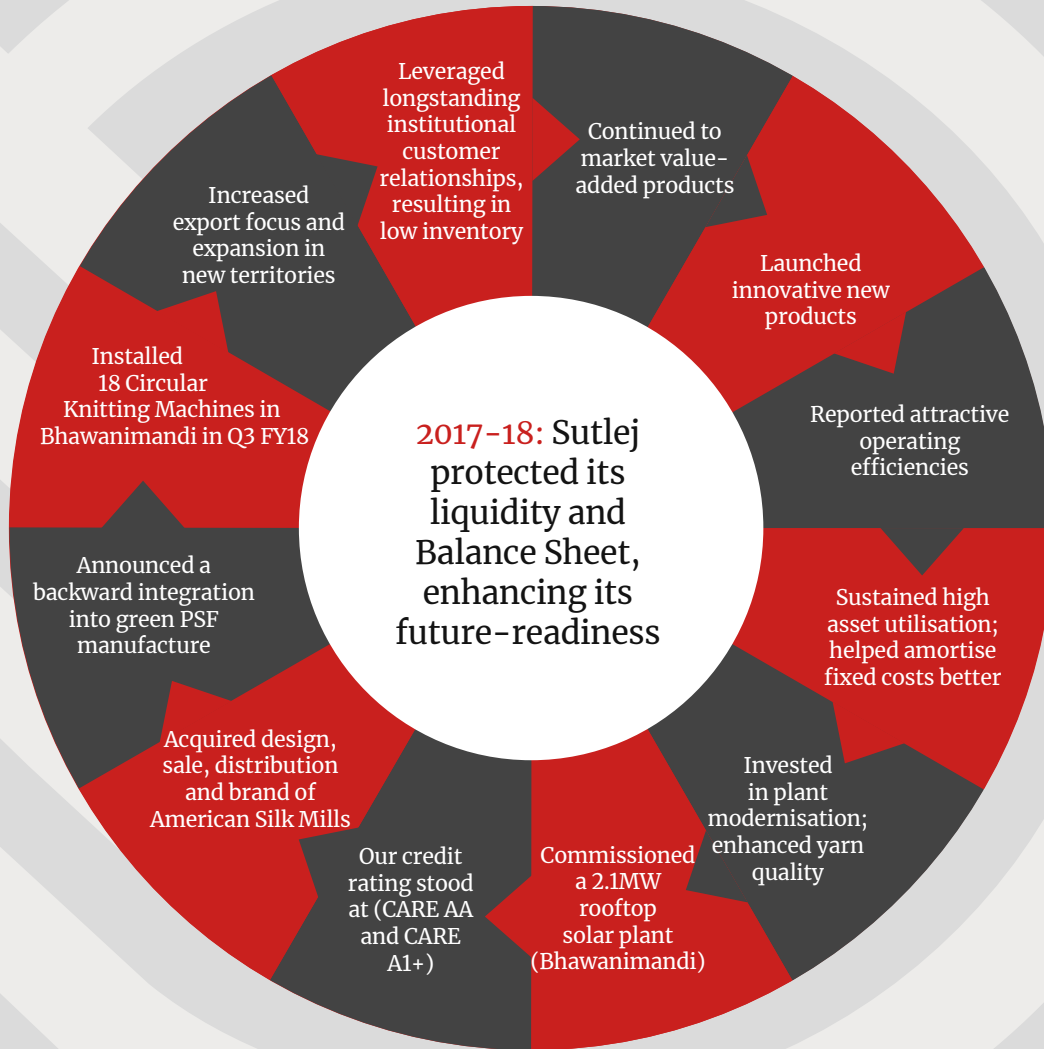 Leveraged
longstanding
institutional
customer
relationships,
resulting in
low inventory
Continued to
market value-
added products
Launched
innovative new
products
Reported attractive
operating
efficiencies
Sustained high
asset utilisation;
helped amortise
fixed costs better
Invested
in plant
modernisation;
enhanced yarn
quality
Commissioned
a 2.1MW
rooftop
solar plant
(Bhawanimandi)
Our credit
rating stood
at (CARE AA
and CARE
A1+)
Acquired design,
sale, distribution
and brand of
American Silk Mills
Announced a
backward integration
into green PSF
manufacture
Installed
18 Circular
Knitting Machines in
Bhawanimandi in Q3 FY18
Increased
export focus and
expansion in
new territories
2017-18: Sutlej
protected its
liquidity and
Balance Sheet,
enhancing its
future-readiness